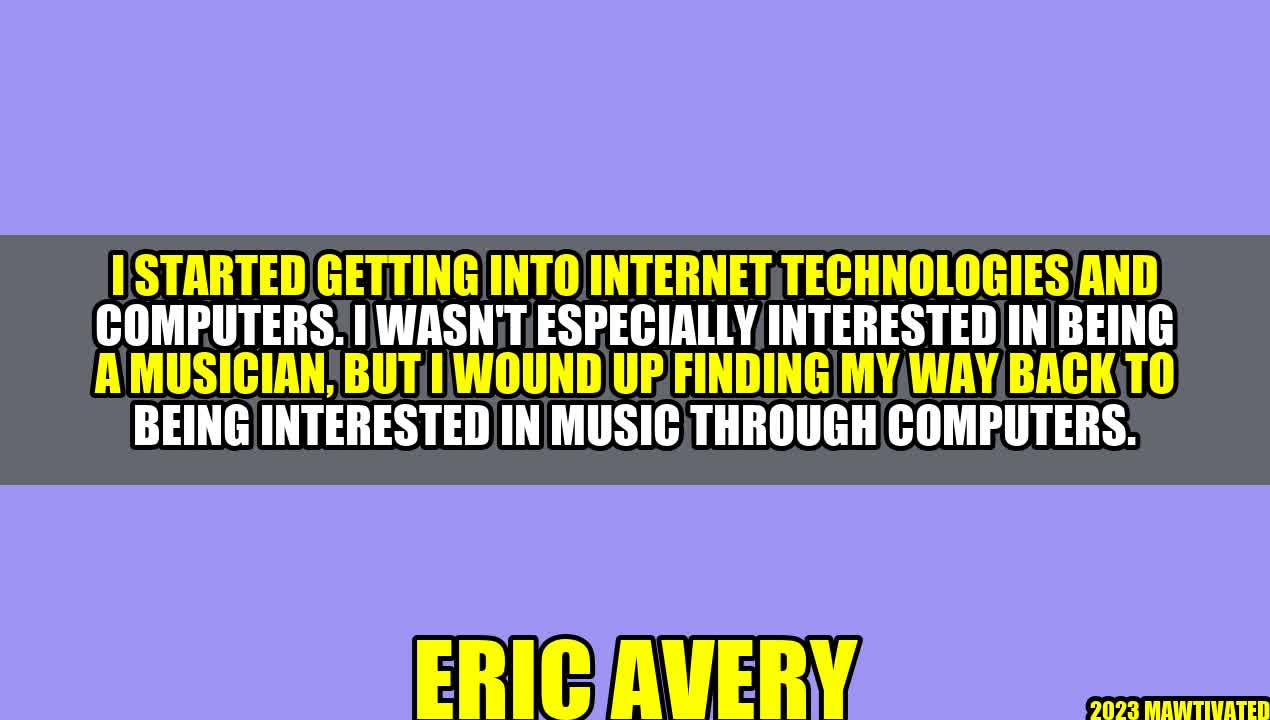 I STARTED GETTING INTO INTERNET TECHNOLOGIES AND
COMPUTERS. I WASN'T ESPECIALLY INTERESTED IN BEING
A MUSICIAN, BUT I WOUND UP FINDING MY WAY BACK TO
BEING INTERESTED IN MUSIC THROUGH COMPUTERS.
ERIC AVERY
2023 MAWTIVATED